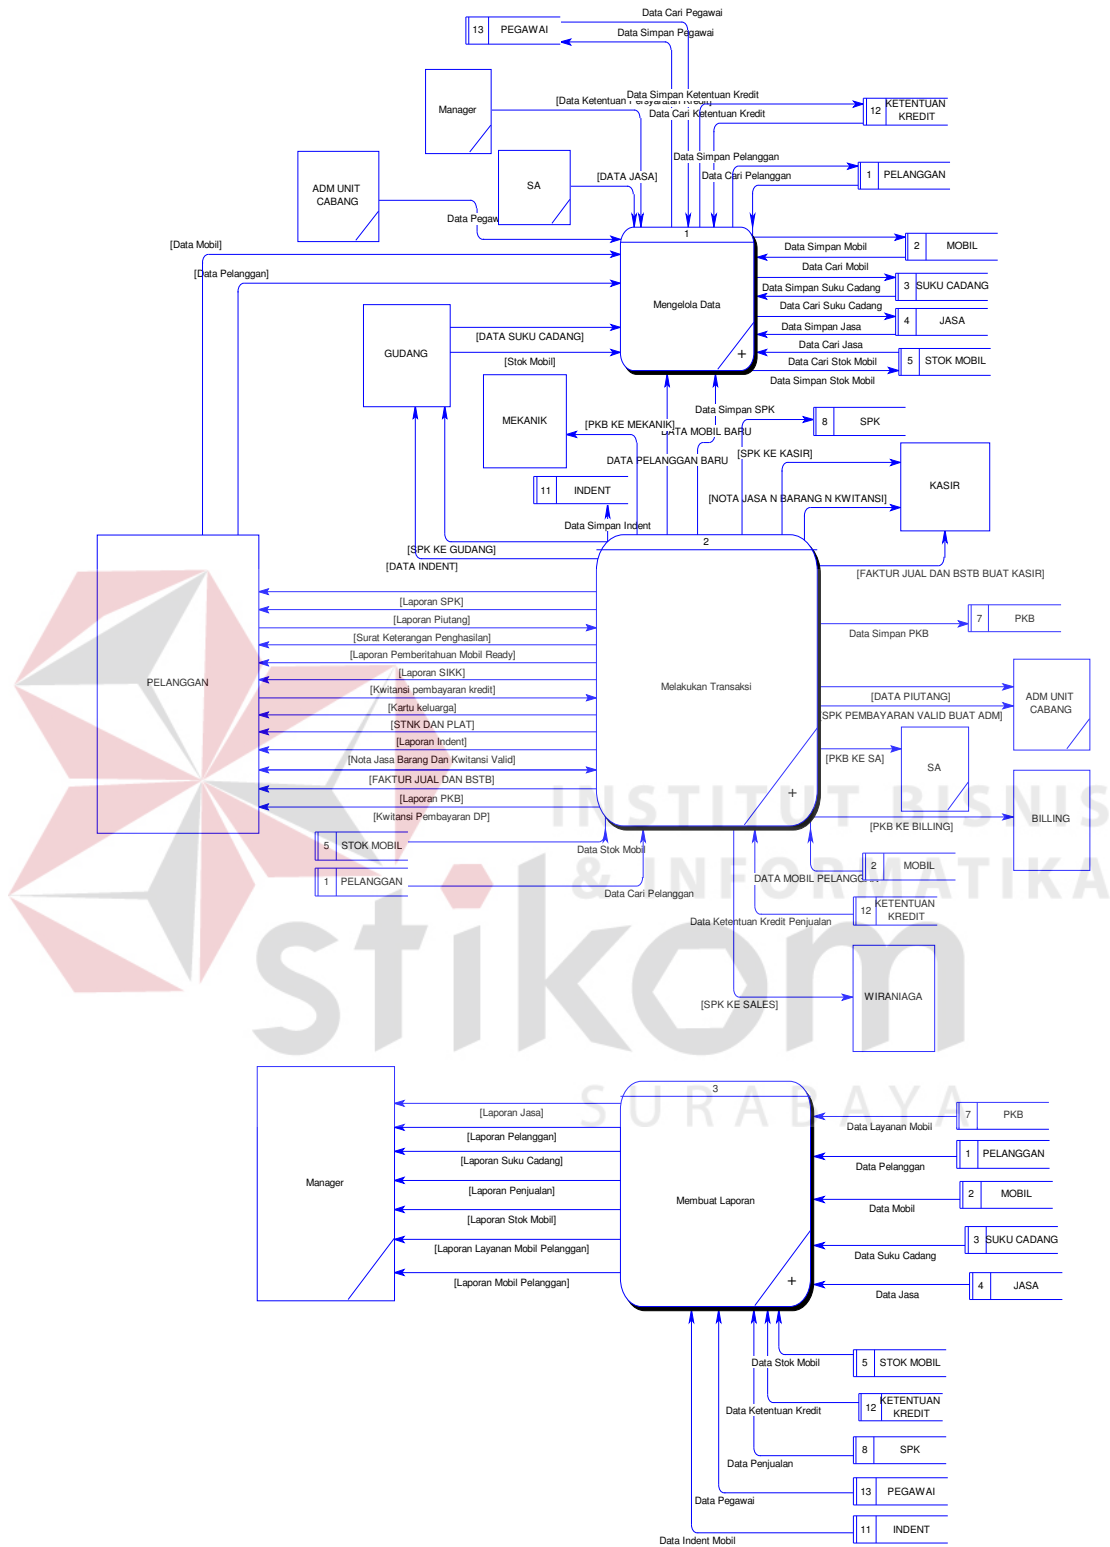 Data Cari Pegawai
13 PEGAWAI
Data Simpan Pegawai
Manager
Data Simpan Ketentuan Kredit
[Data Ketentuan Persyaratan Kredit]
12 KETENTUAN KREDIT
Data Cari Ketentuan Kredit
Data Simpan Pelanggan
1 PELANGGAN
Data Cari Pelanggan
ADM UNIT CABANG
SA
[DATA JASA]
Data Pegaw
1
Mengelola Data
+
[Data Mobil]
[Data Pelanggan]
Data Simpan Mobil
2 MOBIL
Data Cari Mobil
Data Simpan Suku Cadang
3 SUKU CADANG
Data Cari Suku Cadang
Data Simpan Jasa
4 JASA
Data Cari Jasa
Data Cari Stok Mobil
5 STOK MOBIL
Data Simpan Stok Mobil
GUDANG
[DATA SUKU CADANG]
[Stok Mobil]
MEKANIK
[PKB KE MEKANIK]
Data Simpan SPK
8 SPK
DATA MOBIL BARU
DATA PELANGGAN BARU
[SPK KE KASIR]
KASIR
[NOTA JASA N BARANG N KWITANSI]
11 INDENT
Data Simpan Indent
[SPK KE GUDANG]
[DATA INDENT]
[FAKTUR JUAL DAN BSTB BUAT KASIR]
2
Melakukan Transaksi
+
PELANGGAN
[Laporan SPK]
[Laporan Piutang]
[Surat Keterangan Penghasilan]
[Laporan Pemberitahuan Mobil Ready]
[Laporan SIKK]
[Kwitansi pembayaran kredit]
[Kartu keluarga]
[STNK DAN PLAT]
[Laporan Indent]
[Nota Jasa Barang Dan Kwitansi Valid]
[FAKTUR JUAL DAN BSTB]
[Laporan PKB]
[Kwitansi Pembayaran DP]
Data Simpan PKB
7 PKB
[DATA PIUTANG]
SPK PEMBAYARAN VALID BUAT ADM]
ADM UNIT CABANG
[PKB KE SA]
SA
[PKB KE BILLING]
BILLING
5 STOK MOBIL
Data Stok Mobil
1 PELANGGAN
Data Cari Pelanggan
2 MOBIL
DATA MOBIL PELANGGA
12 KETENTUAN KREDIT
Data Ketentuan Kredit Penjualan
WIRANIAGA
[SPK KE SALES]
INSTITUT BISNIS
& INFORMATIKA
stikom
SURABAYA
Manager
[Laporan Jasa]
[Laporan Pelanggan]
[Laporan Suku Cadang]
[Laporan Penjualan]
[Laporan Stok Mobil]
[Laporan Layanan Mobil Pelanggan]
[Laporan Mobil Pelanggan]
3
Membuat Laporan
+
7 PKB
Data Layanan Mobil
1 PELANGGAN
Data Pelanggan
2 MOBIL
Data Mobil
3 SUKU CADANG
Data Suku Cadang
4 JASA
Data Jasa
5 STOK MOBIL
Data Stok Mobil
12 KETENTUAN KREDIT
Data Ketentuan Kredit
8 SPK
Data Penjualan
13 PEGAWAI
Data Pegawai
11 INDENT
Data Indent Mobil